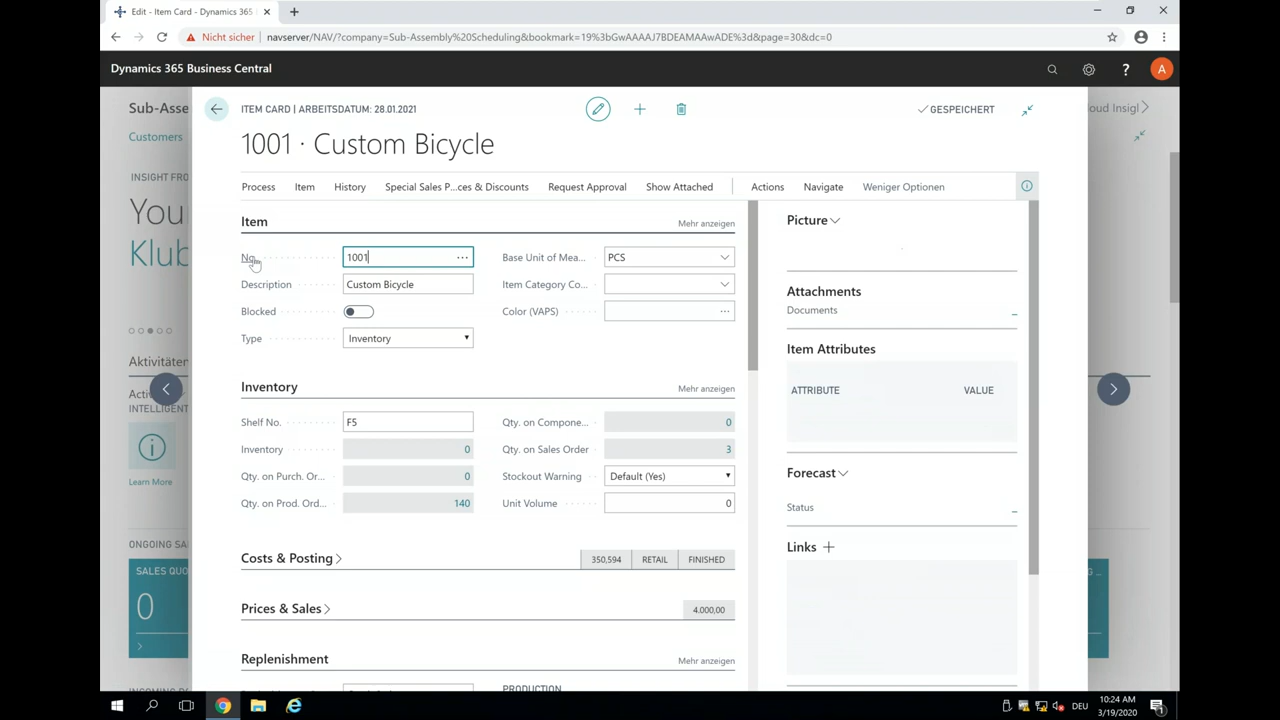 Edit - Item Card - Dynamics 365
Nicht sicher
navserver/NAV/?company=Sub-Assembly%20Scheduling&bookmark=19%3bGwAAAAJ7BDEAMAAwADE%3d&page=30&dc=0
Dynamics 365 Business Central
?
A
Sub-Asse
Customers
INSIGHT FRO
You
Klub
Aktivitäten
Activ
INTELLIGENT
Learn More
ONGOING SA
SALES QUO
0
INCOMING D
oud Insigl
G ...
ITEM CARD | ARBEITSDATUM: 28.01.2021
GESPEICHERT
1001 · Custom Bicycle
Process
Item
History
Special Sales P...ces & Discounts
Request Approval
Show Attached
Actions
Navigate
Weniger Optionen
Item
Mehr anzeigen
No.
1001
Description
Custom Bicycle
Blocked
Type
Inventory
Base Unit of Mea...
PCS
Item Category Co...
Color (VAPS)
Inventory
Mehr anzeigen
Shelf No.
F5
Inventory
0
Qty. on Purch. Or...
0
Qty. on Prod. Ord...
140
Qty. on Compone...
0
Qty. on Sales Order
3
Stockout Warning
Default (Yes)
Unit Volume
0
Costs & Posting
350,594
RETAIL
FINISHED
Prices & Sales
4.000,00
Replenishment
Mehr anzeigen
PRODUCTION
Picture
Attachments
Documents
Item Attributes
ATTRIBUTE
VALUE
Forecast
Status
Links
DEU
10:24 AM
3/19/2020
1